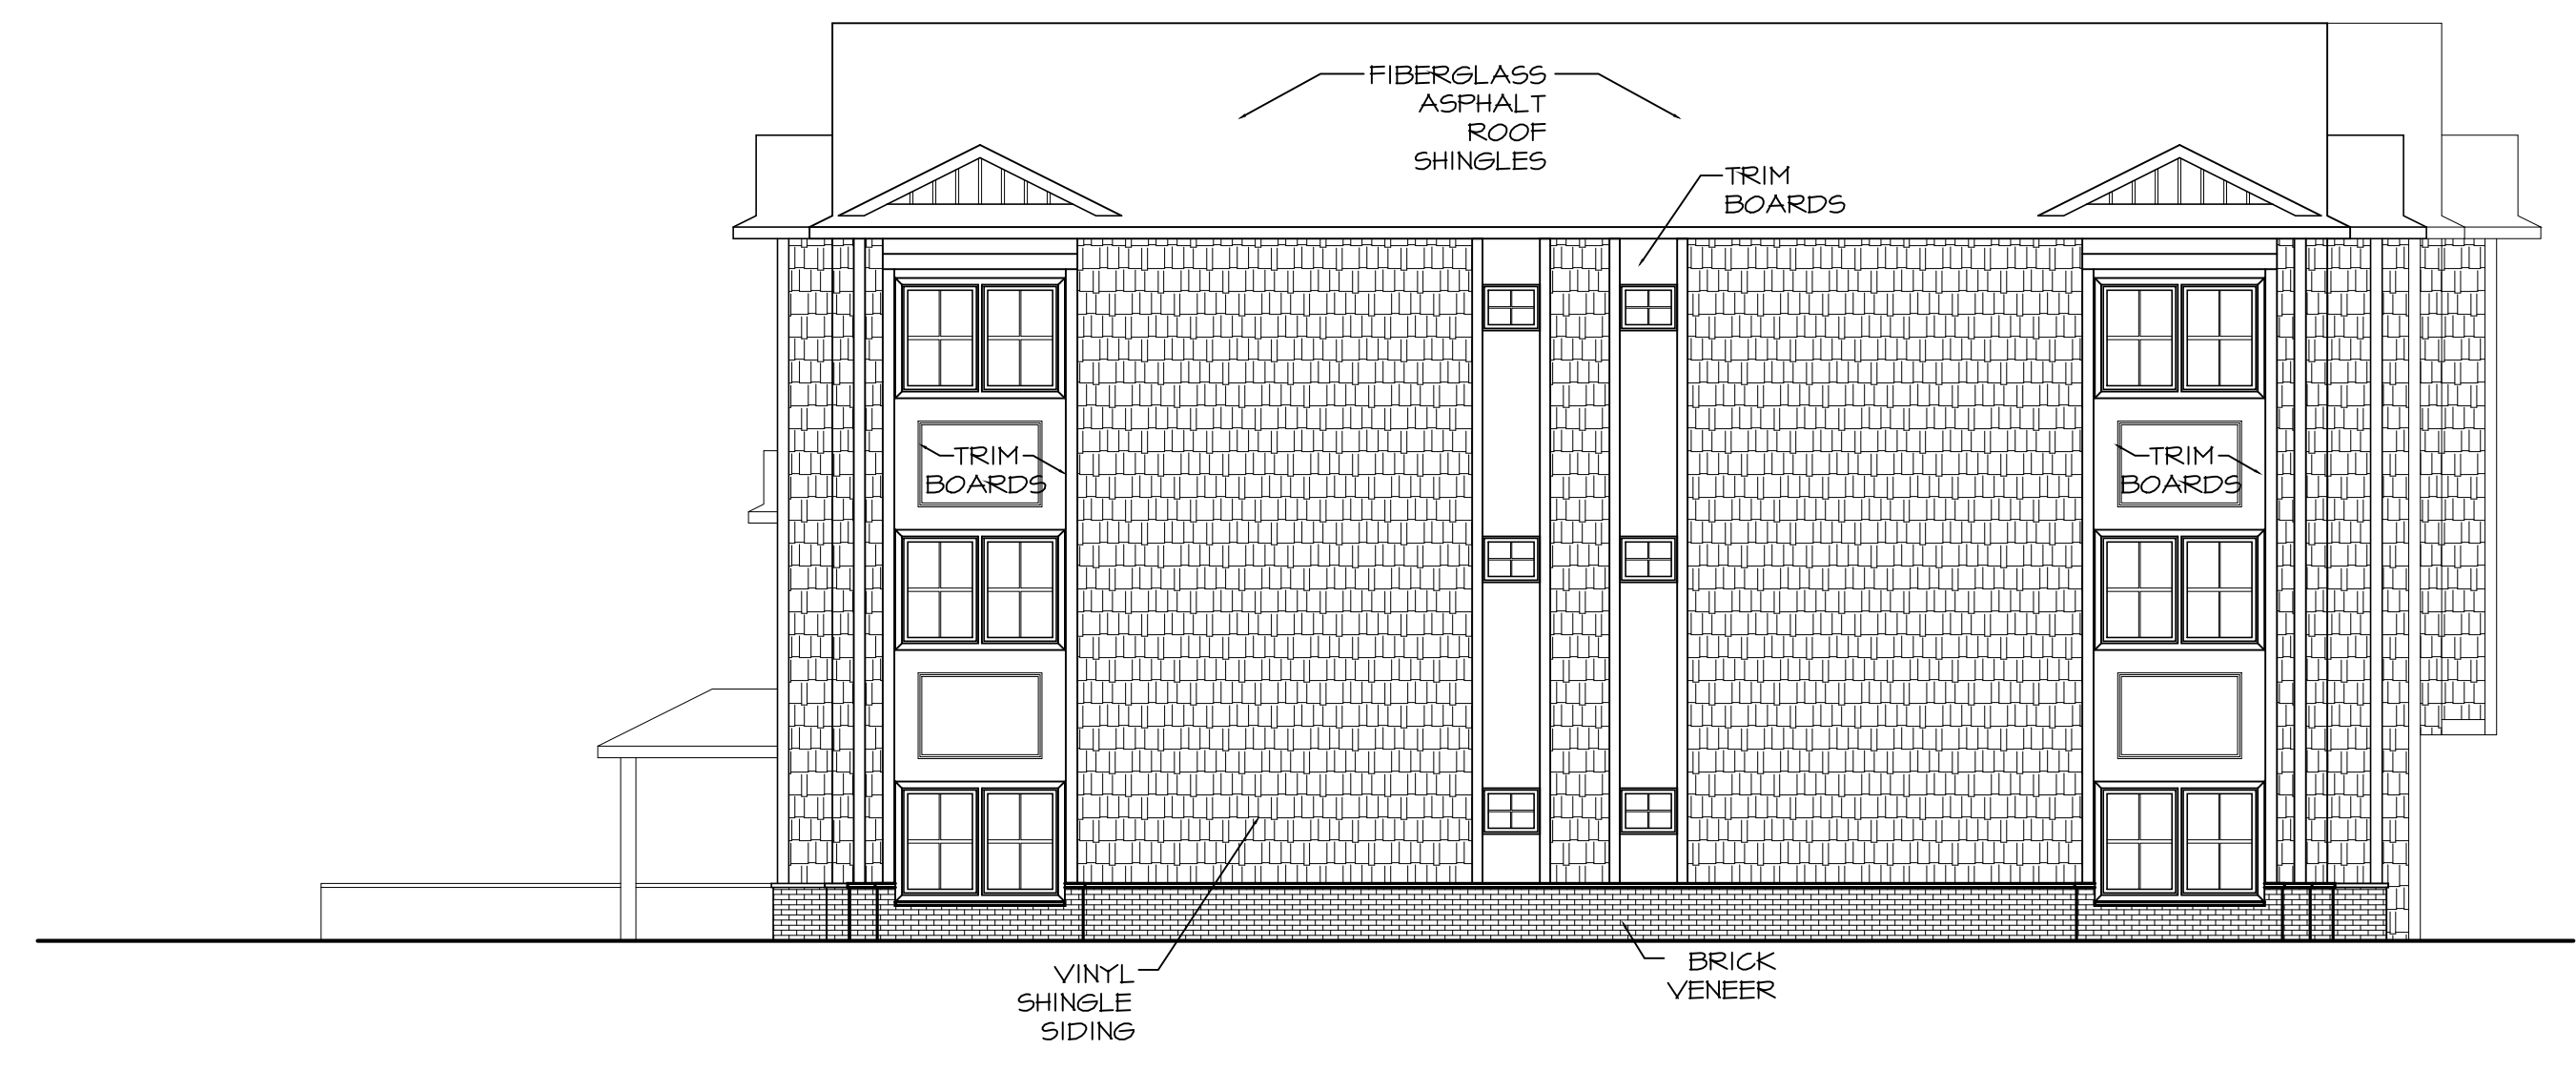 FIBERGLASS
ASPHALT
ROOF
SHINGLES
TRIM
BOARDS
TRIM
BOARDS
TRIM
BOARDS
VINYL
SHINGLE
SIDING
BRICK
VENEER